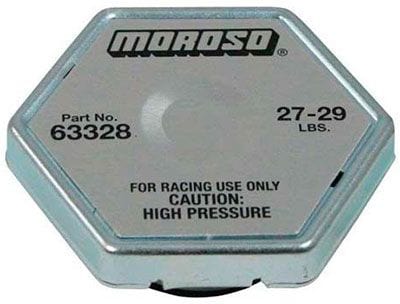 MOROSO®
Part No. 27-29
63328 LBS.
FOR RACING USE ONLY
CAUTION:
HIGH PRESSURE